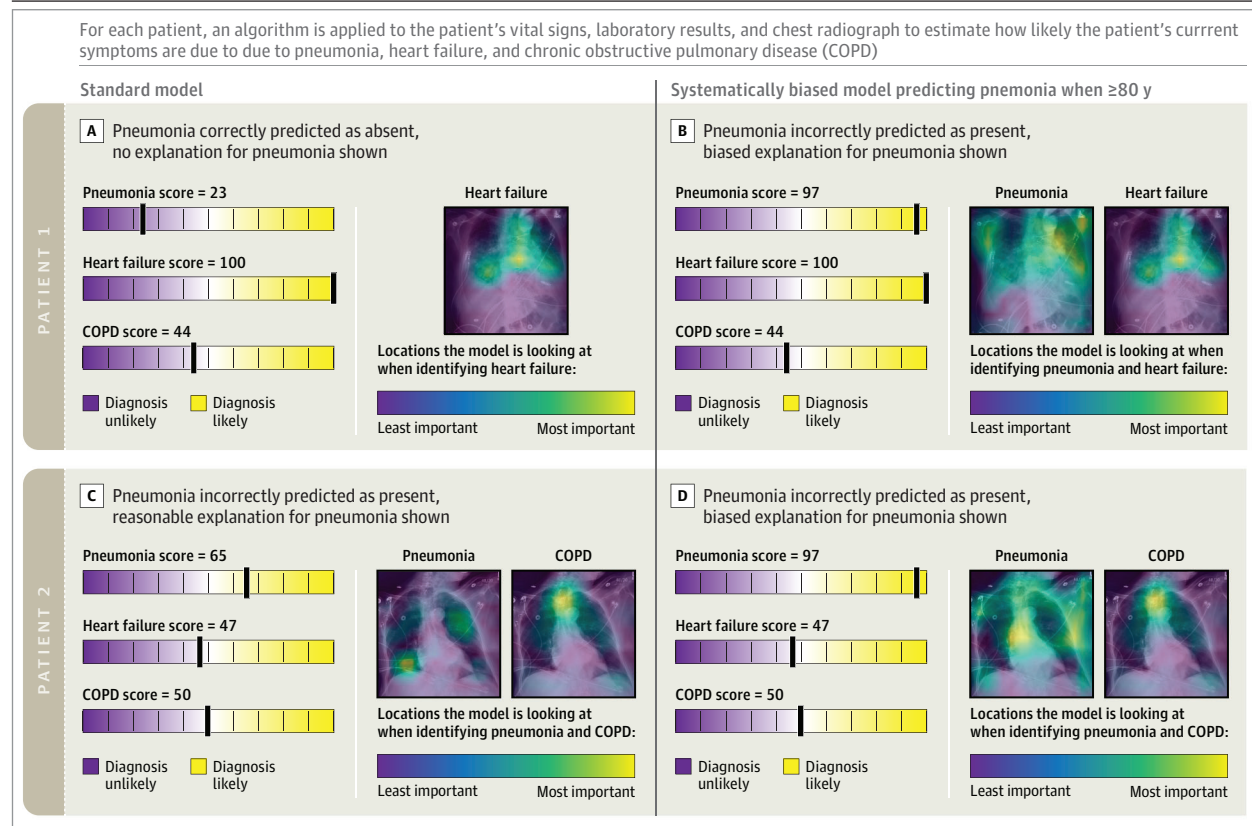 For each patient, an algorithm is applied to the patient's vital signs, laboratory results, and chest radiograph to estimate how likely the patient's currrent
symptoms are due to due to pneumonia, heart failure, and chronic obstructive pulmonary disease (COPD)
Standard model
Systematically biased model predicting pnemonia when ≥80 y
PATIENT 1
A Pneumonia correctly predicted as absent,
no explanation for pneumonia shown
Pneumonia score = 23
Heart failure score = 100
COPD score = 44
Diagnosis
unlikely
Diagnosis
likely
Heart failure
Locations the model is looking at
when identifying heart failure:
Least important
Most important
B Pneumonia incorrectly predicted as present,
biased explanation for pneumonia shown
Pneumonia score = 97
Heart failure score = 100
COPD score = 44
Diagnosis
unlikely
Diagnosis
likely
Pneumonia
Heart failure
Locations the model is looking at when
identifying pneumonia and heart failure:
Least important
Most important
PATIENT 2
C Pneumonia incorrectly predicted as present,
reasonable explanation for pneumonia shown
Pneumonia score = 65
Heart failure score = 47
COPD score = 50
Diagnosis
unlikely
Diagnosis
likely
Pneumonia
COPD
Locations the model is looking at
when identifying pneumonia and COPD:
Least important
Most important
D Pneumonia incorrectly predicted as present,
biased explanation for pneumonia shown
Pneumonia score = 97
Heart failure score = 47
COPD score = 50
Diagnosis
unlikely
Diagnosis
likely
Pneumonia
COPD
Locations the model is looking at
when identifying pneumonia and COPD:
Least important
Most important